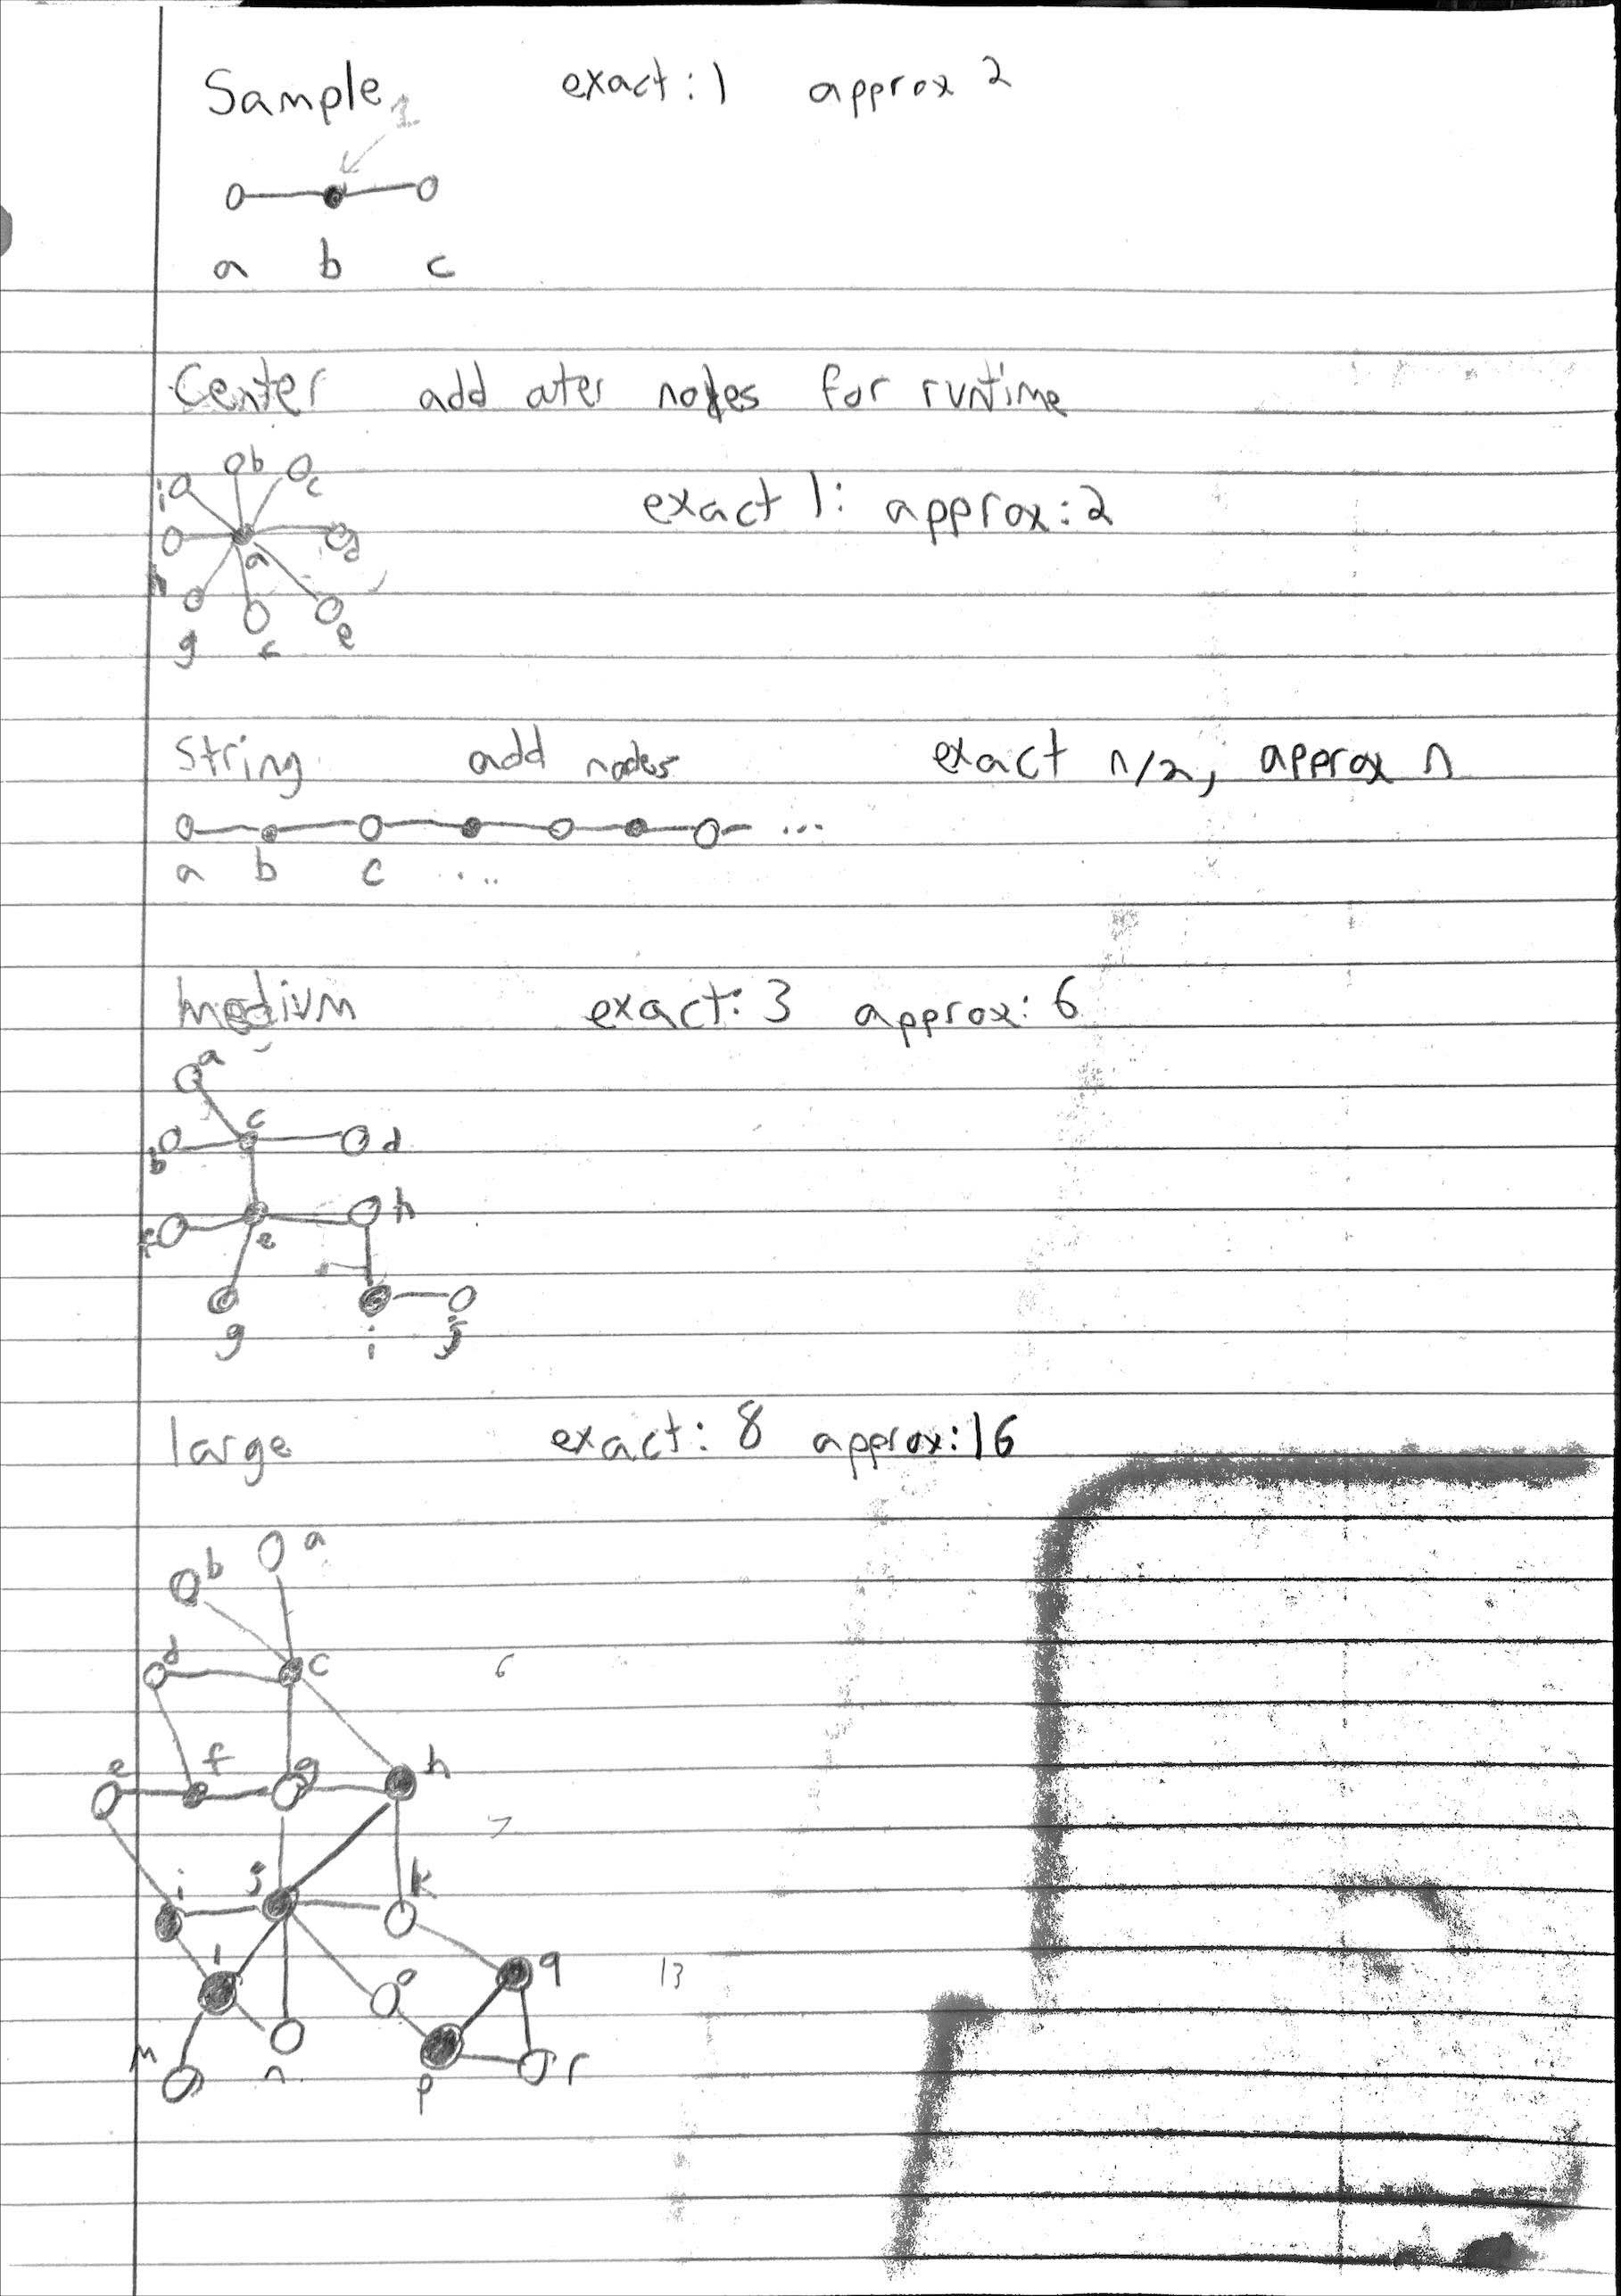 Sample exact: 1 approx 2
1
a b c
Center add outer nodes for runtime
b c
i
exact 1: approx: 2
d
a
h
g f e
String add nodes exact n/2, approx n
...
a b c ...
medium exact: 3 approx: 6
a
c
b d
h
f e
g i j
large exact: 8 approx: 16
a
b
d c 6
e f g h
7
i j k
l o q 13
m n p r